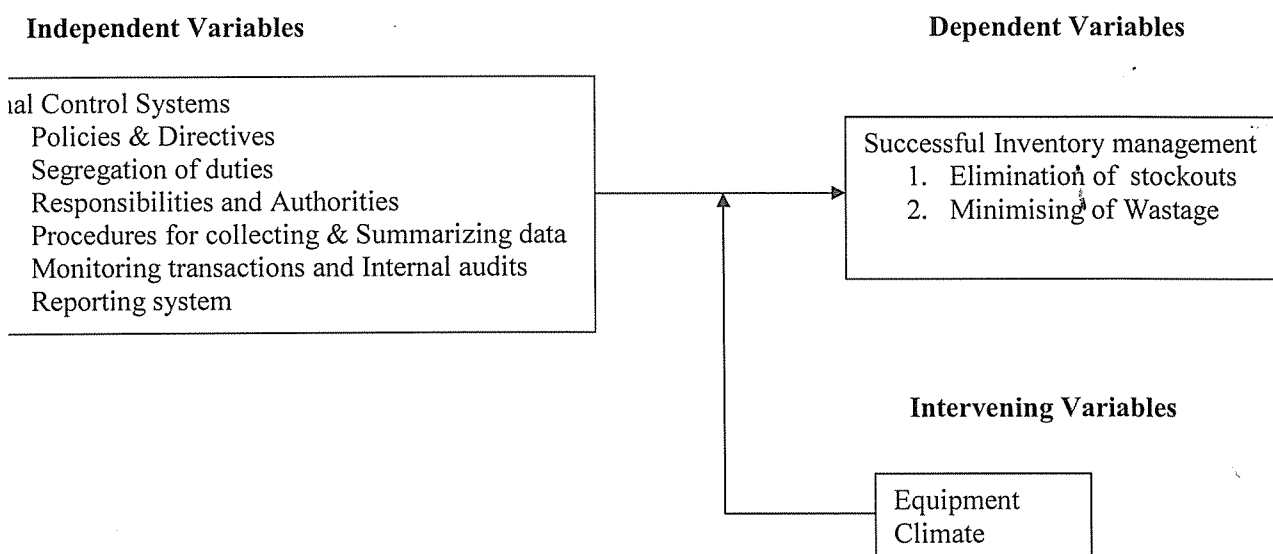 Independent Variables
Dependent Variables
nal Control Systems
Policies & Directives
Segregation of duties
Responsibilities and Authorities
Procedures for collecting & Summarizing data
Monitoring transactions and Internal audits
Reporting system
Successful Inventory management
1. Elimination of stockouts
2. Minimising of Wastage
Intervening Variables
Equipment
Climate